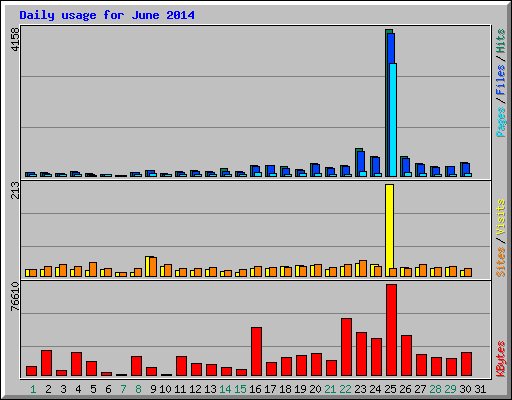 Daily usage for June 2014
4158
Pages / Files / Hits
213
Sites / Visits
76610
KBytes
1 2 3 4 5 6 7 8 9 10 11 12 13 14 15 16 17 18 19 20 21 22 23 24 25 26 27 28 29 30 31